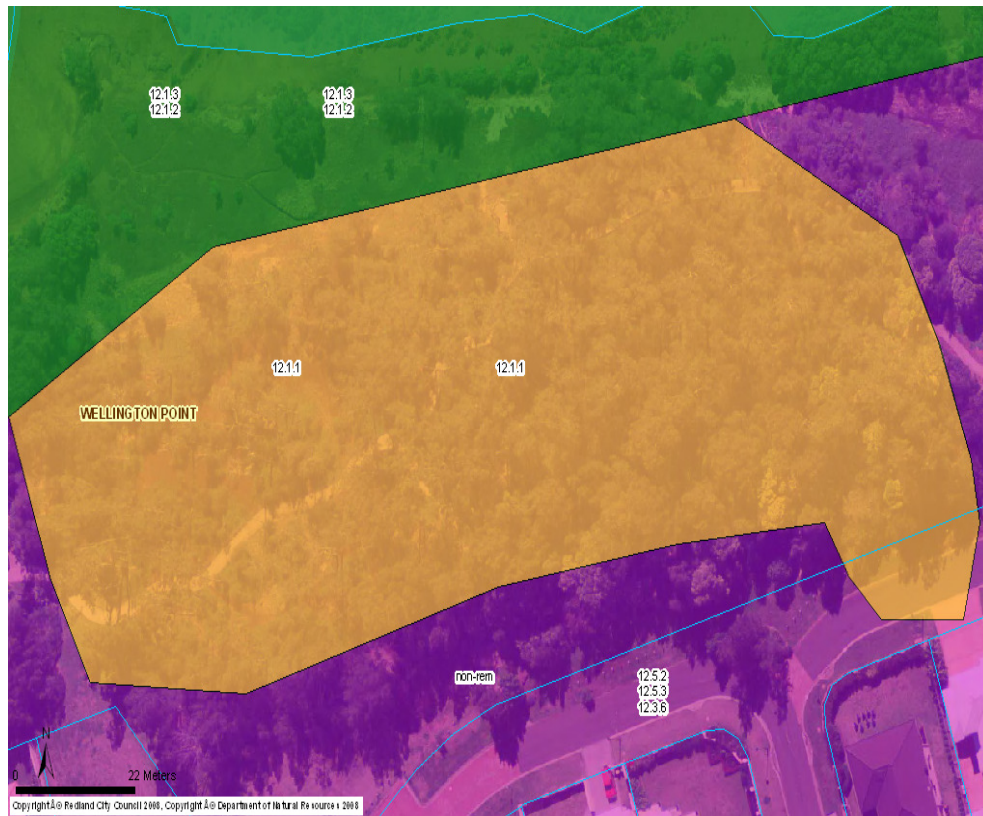 12.1.3
12.1.2
12.1.3
12.1.2
12.1.1
12.1.1
WELLINGTON POINT
non-rem
12.5.2
12.5.3
12.3.6
N
0 22 Meters
CopyrightÂ© Redland City Council 2008, CopyrightÂ© Department of Natural Resources 2008